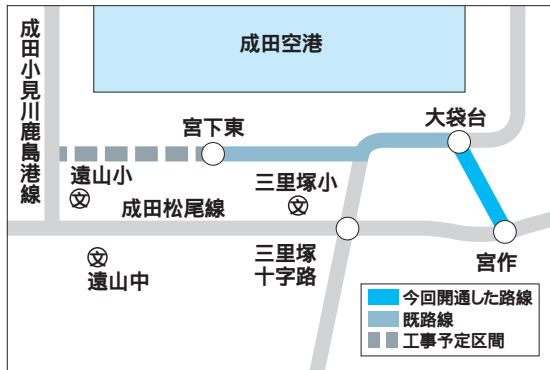 成田空港
成田小見川鹿島港線
大袋台
宮下東
遠山小
文
三里塚小
文
成田松尾線
文
遠山中
三里塚
十字路
宮作
今回開通した路線
既路線
工事予定区間